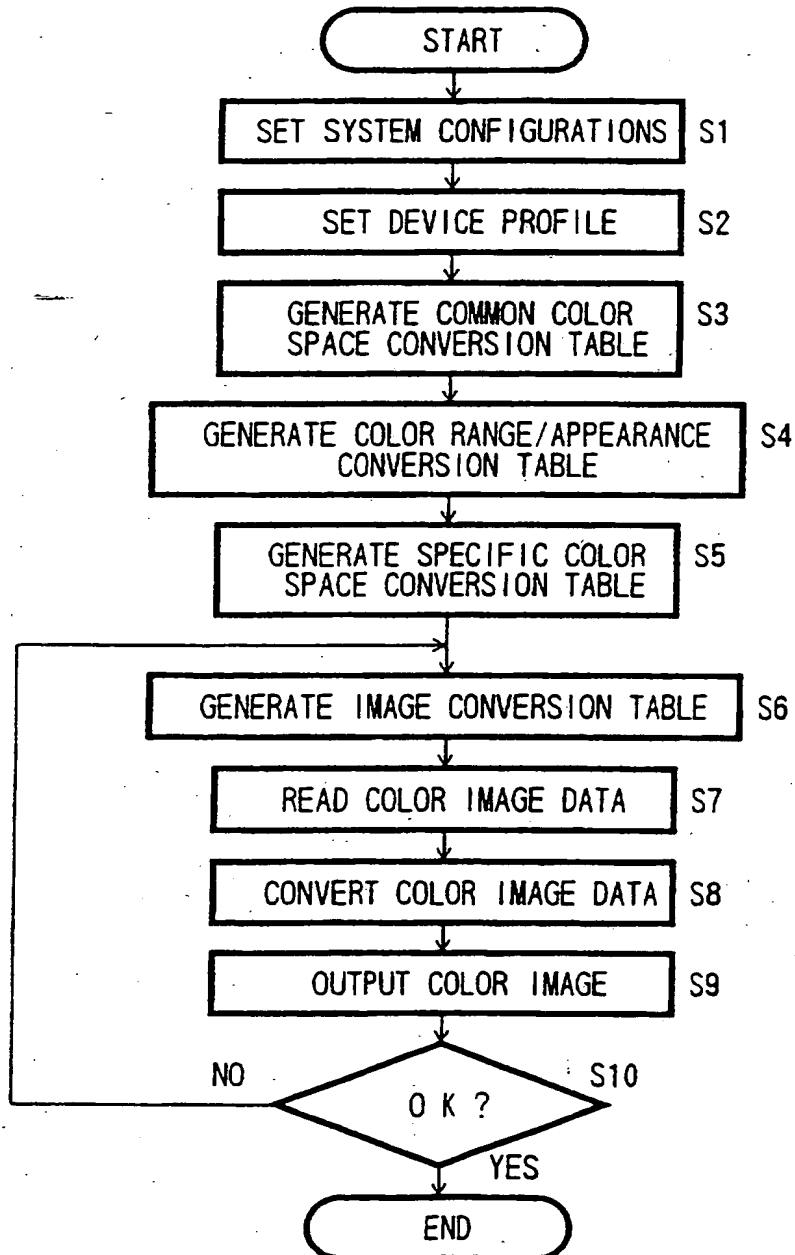 START
SET SYSTEM CONFIGURATIONS S1
SET DEVICE PROFILE S2
GENERATE COMMON COLOR S3
SPACE CONVERSION TABLE
GENERATE COLOR RANGE/APPEARANCE S4
CONVERSION TABLE
GENERATE SPECIFIC COLOR S5
SPACE CONVERSION TABLE
GENERATE IMAGE CONVERSION TABLE S6
READ COLOR IMAGE DATA S7
CONVERT COLOR IMAGE DATA S8
OUTPUT COLOR IMAGE S9
NO S10
O K ?
YES
END